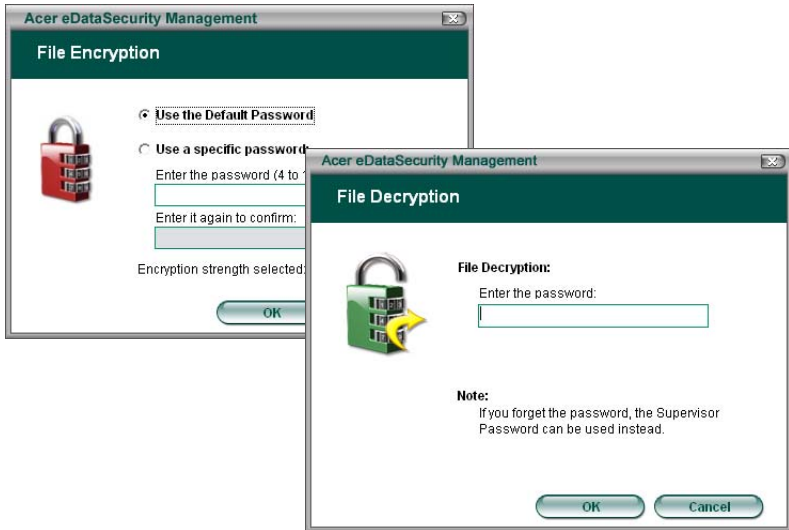 Acer eDataSecurity Management
File Encryption
Use the Default Password
Use a specific password:
Enter the password (4 to
Enter it again to confirm:
Encryption strength selected:
OK
Acer eDataSecurity Management
File Decryption
File Decryption:
Enter the password:
Note:
If you forget the password, the Supervisor
Password can be used instead.
OK
Cancel